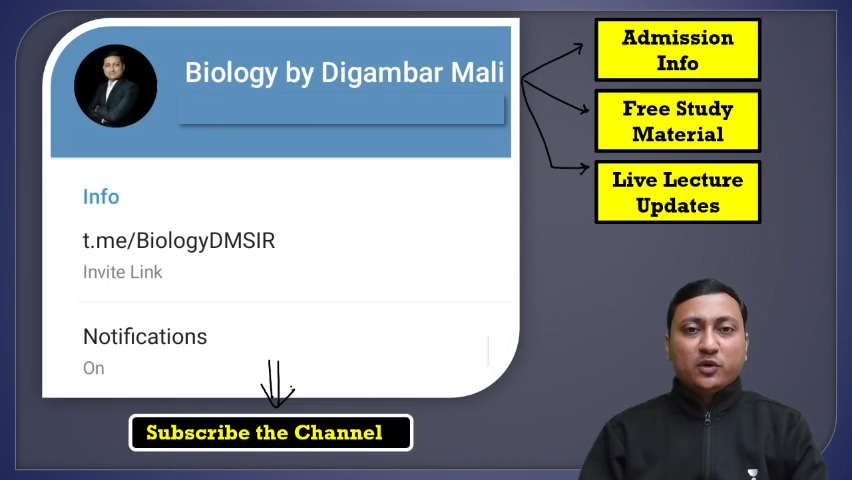 Biology by Digambar Mali
Info
t.me/BiologyDMSIR
Invite Link
Notifications
On
Subscribe the Channel
Admission
Info
Free Study
Material
Live Lecture
Updates